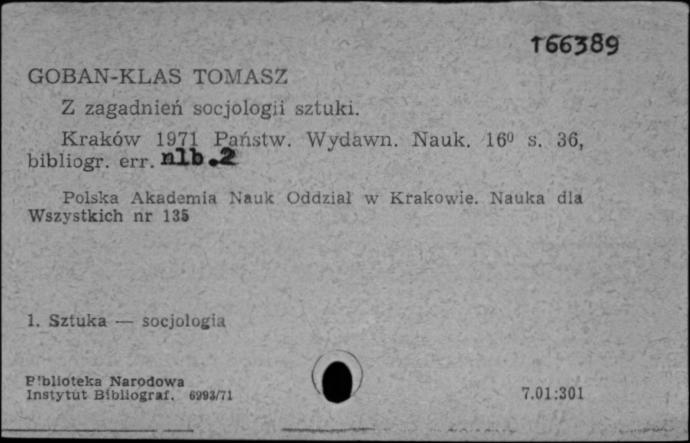 T66389
GOBAN-KLAS TOMASZ
Z zagadnień socjologii sztuki.
Kraków 1971 Państw. Wydawn. Nauk. 16⁰ s. 36,
bibliogr. err. nlb.2
Polska Akademia Nauk Oddział w Krakowie. Nauka dla
Wszystkich nr 135
1. Sztuka — socjologia
Biblioteka Narodowa
Instytut Bibliograf. 6993/71
7.01:301